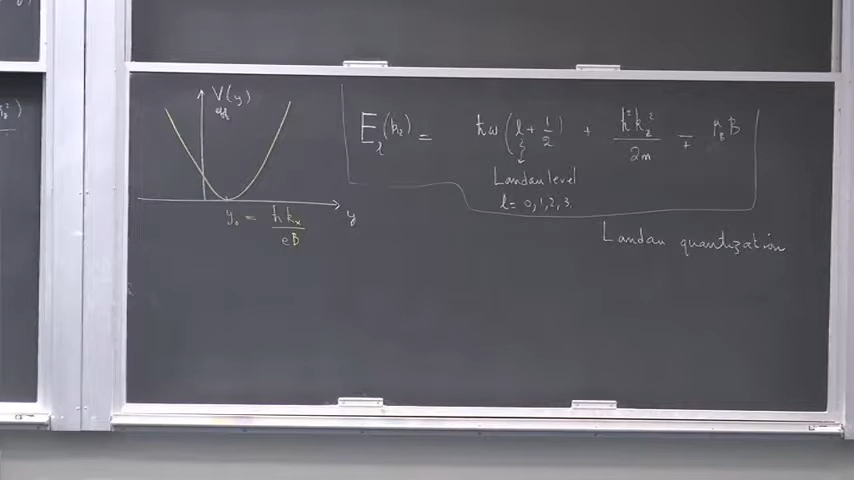 V_eff(y)
y₀ = ħkₓ/eB
y
E_l(k_z) = ħω(l + 1/2) + ħ²k_z²/2m ∓ μ_B B
Landau level
l = 0, 1, 2, 3.
Landau quantization